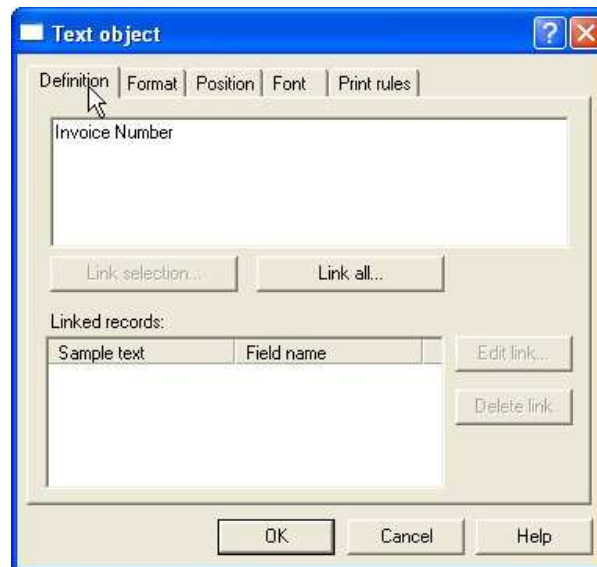 Text object
Definition Format Position Font Print rules
Invoice Number
Link selection... Link all...
Linked records:
Sample text Field name
Edit link...
Delete link
OK Cancel Help